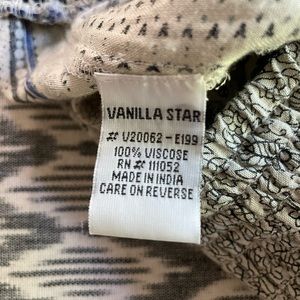 VANILLA STAR
# V20062-E199
100% VISCOSE
RN # 111052
MADE IN INDIA
CARE ON REVERSE